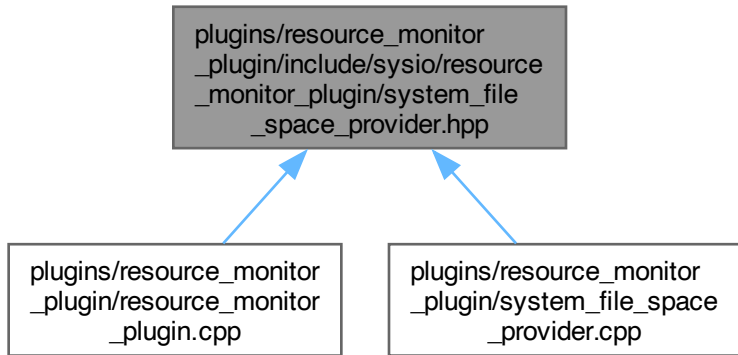 plugins/resource_monitor
_plugin/include/sysio/resource
_monitor_plugin/system_file
_space_provider.hpp
plugins/resource_monitor
_plugin/resource_monitor
_plugin.cpp
plugins/resource_monitor
_plugin/system_file_space
_provider.cpp